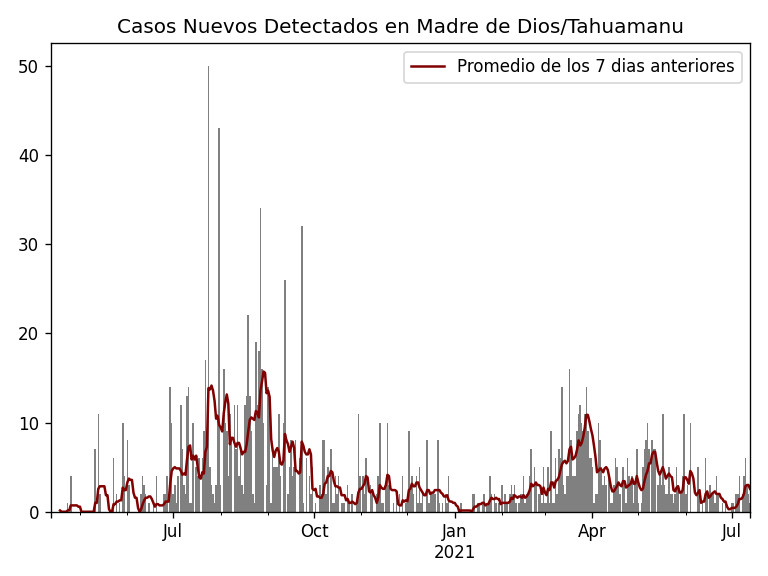 Casos Nuevos Detectados en Madre de Dios/Tahuamanu
Promedio de los 7 dias anteriores
50
40
30
20
10
0
Jul Oct Jan Apr Jul
2021